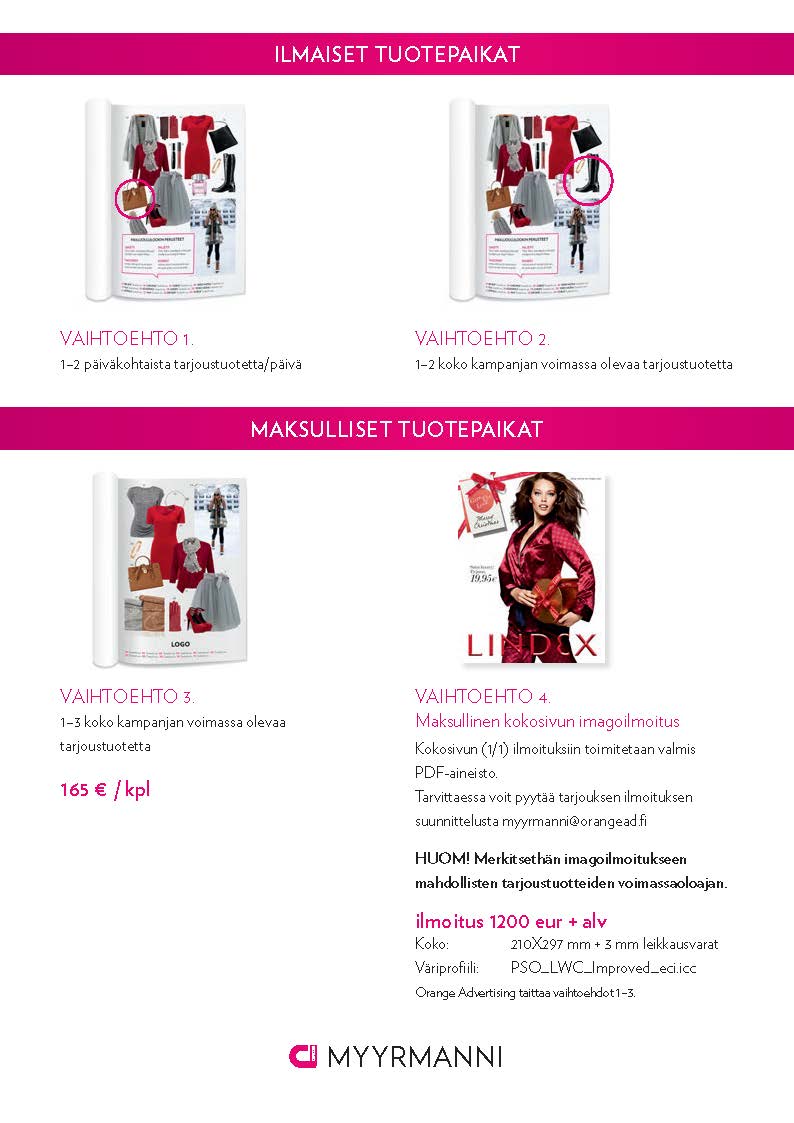 ILMAISET TUOTEPAIKAT
VAIHTOEHTO 1.
1–2 päiväkohtaista tarjoustuotetta/päivä
VAIHTOEHTO 2.
1–2 koko kampanjan voimassa olevaa tarjoustuotetta
MAKSULLISET TUOTEPAIKAT
LOGO
Merry Christmas
19,95€
LINDEX
VAIHTOEHTO 3.
1–3 koko kampanjan voimassa olevaa
tarjoustuotetta
165 € / kpl
VAIHTOEHTO 4.
Maksullinen kokosivun imagoilmoitus
Kokosivun (1/1) ilmoituksiin toimitetaan valmis
PDF-aineisto.
Tarvittaessa voit pyytää tarjouksen ilmoituksen
suunnittelusta myyrmanni@orangead.fi
HUOM! Merkitsethän imagoilmoitukseen
mahdollisten tarjoustuotteiden voimassaoloajan.
ilmoitus 1200 eur + alv
Koko: 210X297 mm + 3 mm leikkausvarat
Väriprofiili: PSO_LWC_Improved_eci.icc
Orange Advertising taittaa vaihtoehdot 1–3.
MYYRMANNI